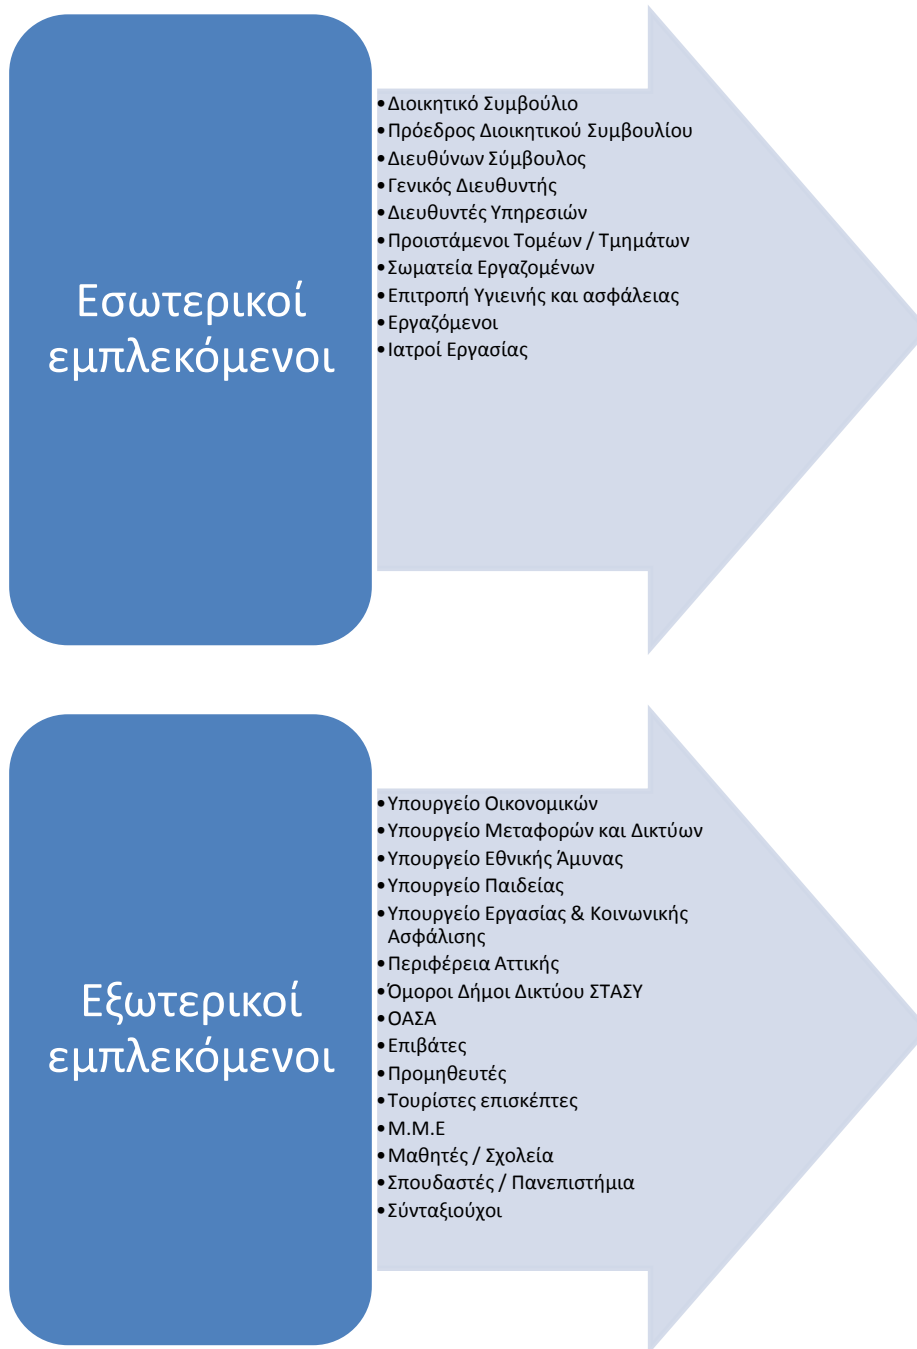 Εσωτερικοί
εμπλεκόμενοι
•Διοικητικό Συμβούλιο
•Πρόεδρος Διοικητικού Συμβουλίου
•Διευθύνων Σύμβουλος
•Γενικός Διευθυντής
•Διευθυντές Υπηρεσιών
•Προιστάμενοι Τομέων / Τμημάτων
•Σωματεία Εργαζομένων
•Επιτροπή Υγιεινής και ασφάλειας
•Εργαζόμενοι
•Ιατροί Εργασίας
Εξωτερικοί
εμπλεκόμενοι
•Υπουργείο Οικονομικών
•Υπουργείο Μεταφορών και Δικτύων
•Υπουργείο Εθνικής Άμυνας
•Υπουργείο Παιδείας
•Υπουργείο Εργασίας & Κοινωνικής
Ασφάλισης
•Περιφέρεια Αττικής
•Όμοροι Δήμοι Δικτύου ΣΤΑΣΥ
•ΟΑΣΑ
•Επιβάτες
•Προμηθευτές
•Τουρίστες επισκέπτες
•Μ.Μ.Ε
•Μαθητές / Σχολεία
•Σπουδαστές / Πανεπιστήμια
•Σύνταξιούχοι